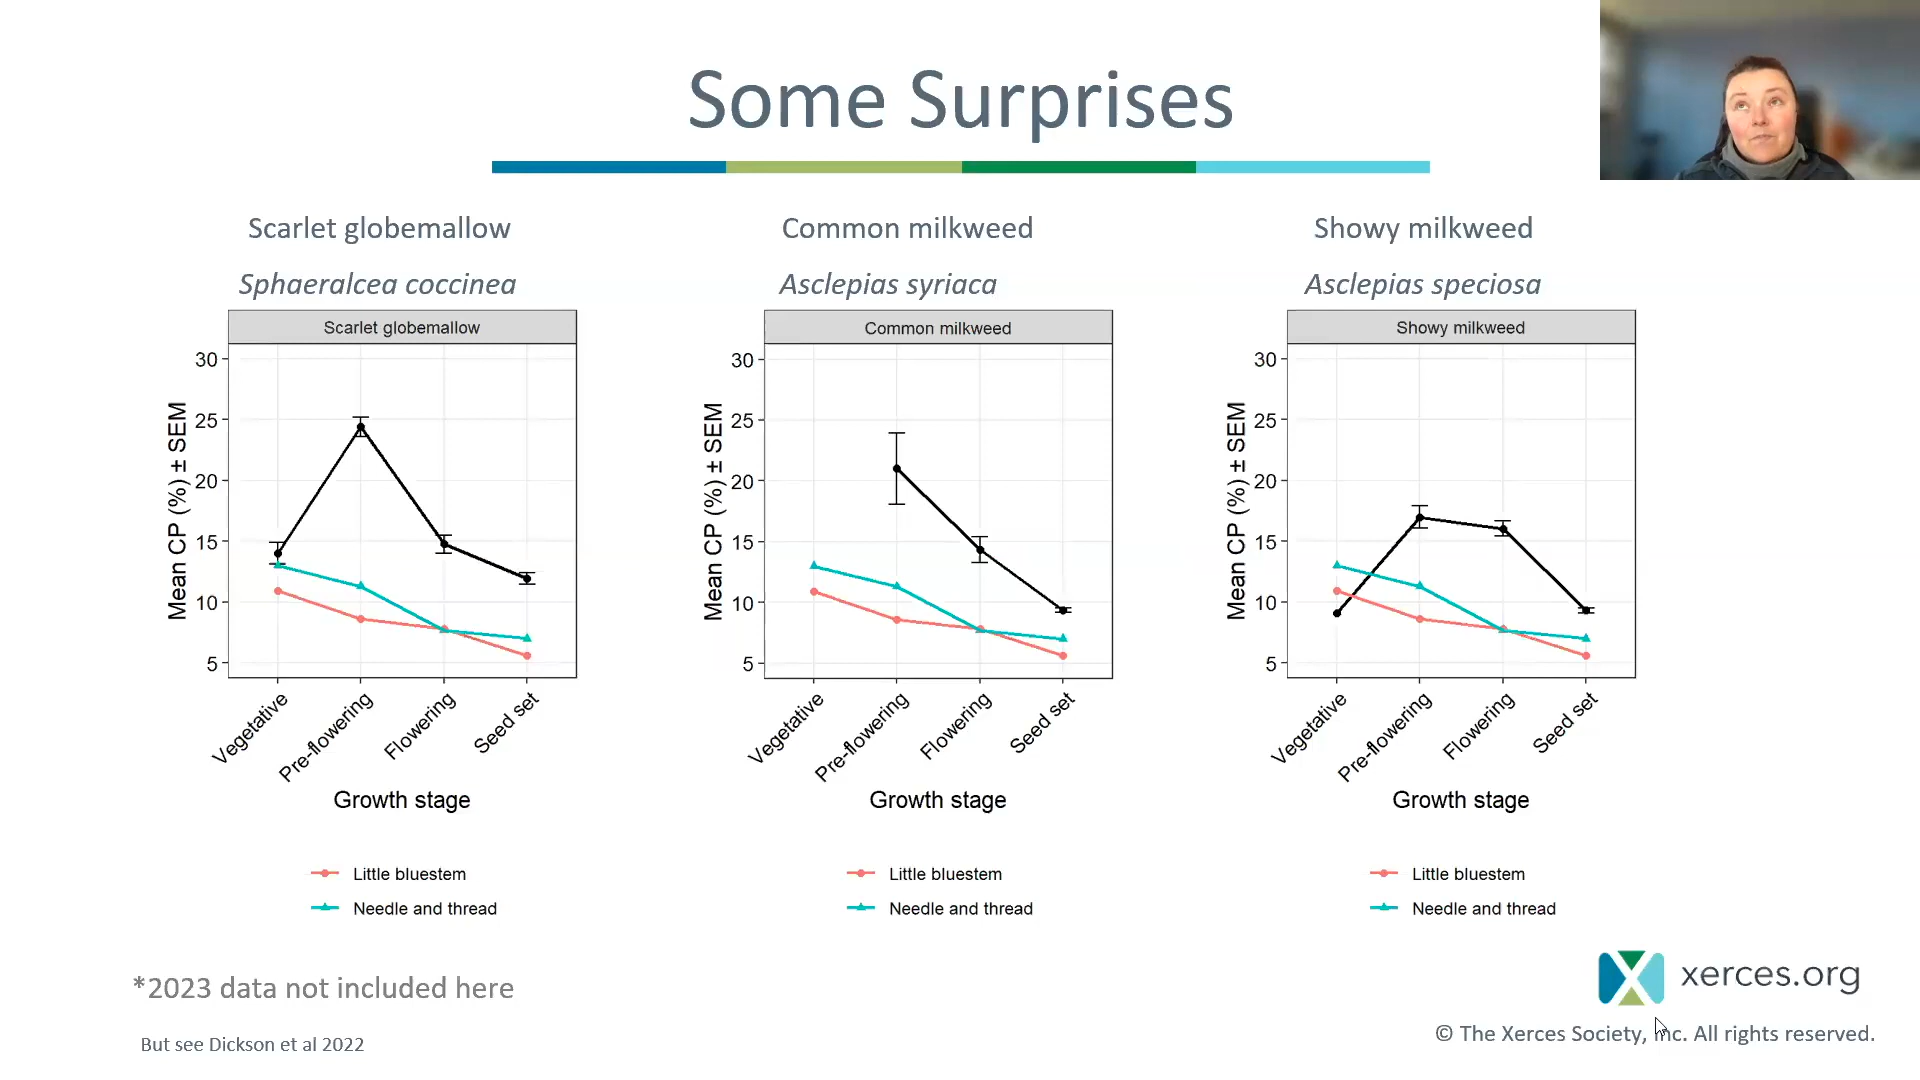 Some Surprises
Scarlet globemallow
Sphaeralcea coccinea
Scarlet globemallow
30
25
20
15
10
5
Mean CP (%) ± SEM
Vegetative
Pre-flowering
Flowering
Seed set
Growth stage
Little bluestem
Needle and thread
Common milkweed
Asclepias syriaca
Common milkweed
30
25
20
15
10
5
Mean CP (%) ± SEM
Vegetative
Pre-flowering
Flowering
Seed set
Growth stage
Little bluestem
Needle and thread
Showy milkweed
Asclepias speciosa
Showy milkweed
30
25
20
15
10
5
Mean CP (%) ± SEM
Vegetative
Pre-flowering
Flowering
Seed set
Growth stage
Little bluestem
Needle and thread
*2023 data not included here
But see Dickson et al 2022
xerces.org
© The Xerces Society, Inc. All rights reserved.